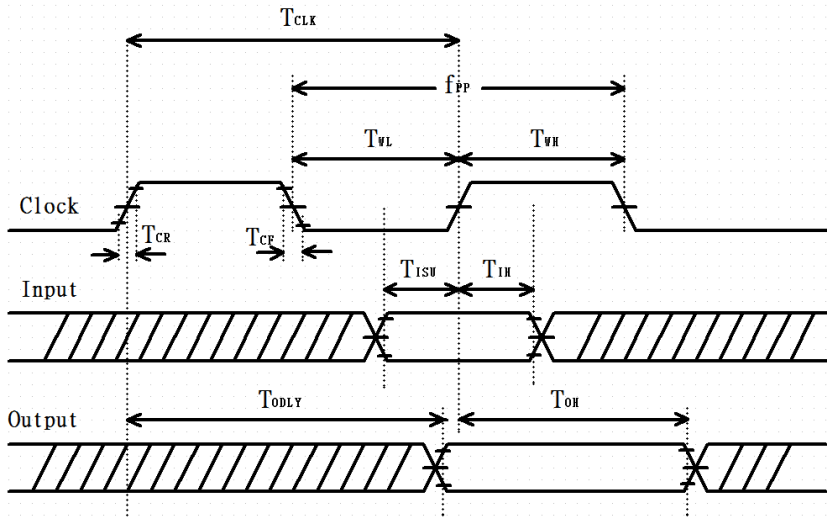 TCLK
fPP
TWL TWH
Clock
TCR TCF
TISU TIH
Input
TODLY TOH
Output